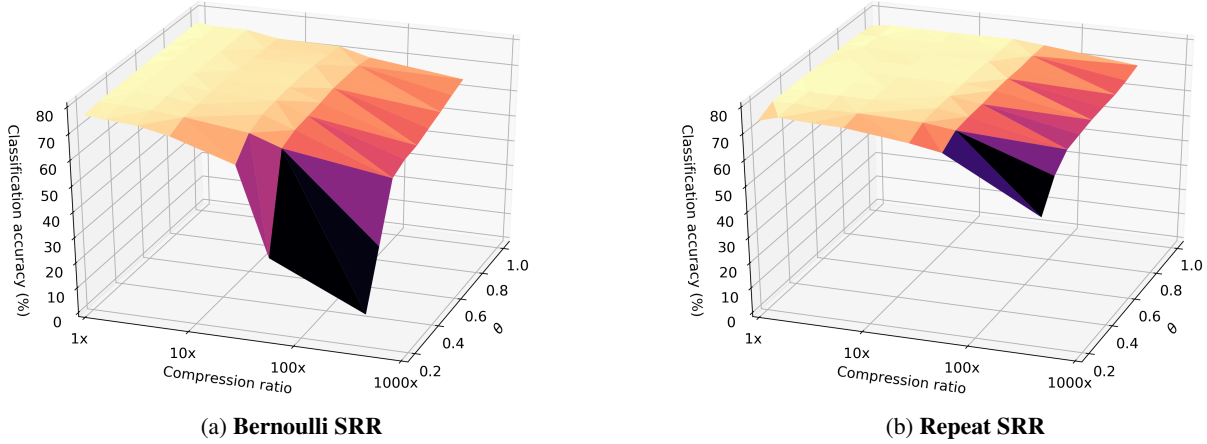 80
70
60
50
40
30
20
10
0
Classification accuracy (%)
1x
10x
100x
1000x
Compression ratio
0.2
0.4
0.6
0.8
1.0
θ
(a) Bernoulli SRR
80
70
60
50
40
30
20
10
0
Classification accuracy (%)
1x
10x
100x
1000x
Compression ratio
0.2
0.4
0.6
0.8
1.0
θ
(b) Repeat SRR